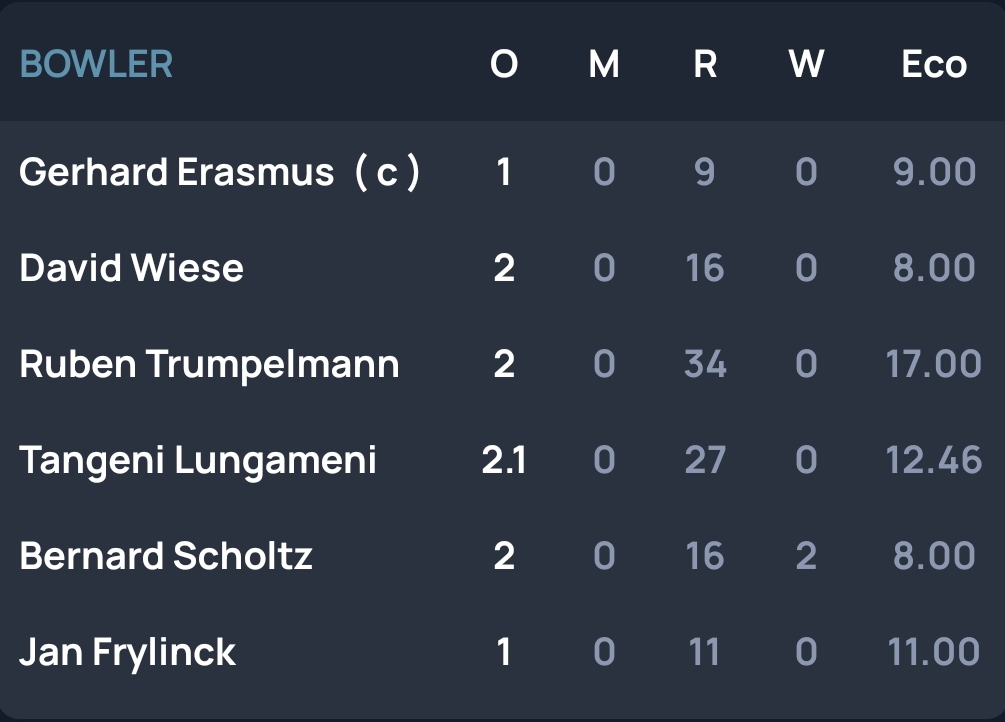 BOWLER O M R W Eco
Gerhard Erasmus ( c ) 1 0 9 0 9.00
David Wiese 2 0 16 0 8.00
Ruben Trumpelmann 2 0 34 0 17.00
Tangeni Lungameni 2.1 0 27 0 12.46
Bernard Scholtz 2 0 16 2 8.00
Jan Frylinck 1 0 11 0 11.00